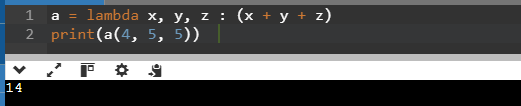 1 a = lambda x, y, z : (x + y + z)
2 print(a(4, 5, 5))
14